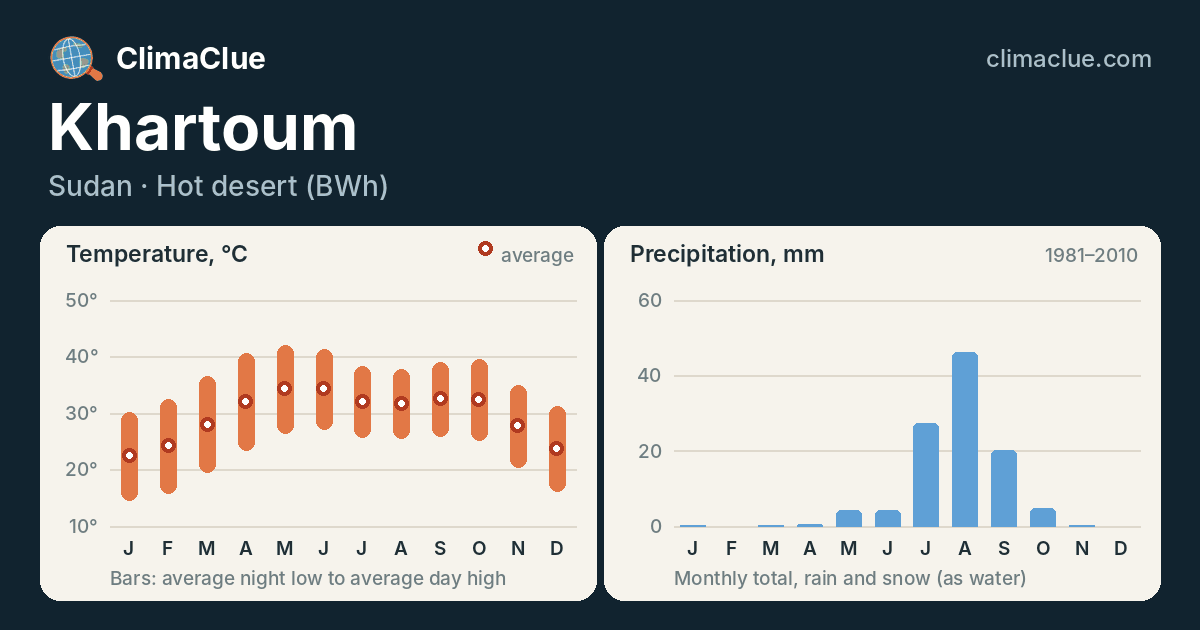 ClimaClue
climaclue.com
Khartoum
Sudan · Hot desert (BWh)
Temperature, °C
average
50°
40°
30°
20°
10°
J F M A M J J A S O N D
Bars: average night low to average day high
Precipitation, mm
1981–2010
60
40
20
0
J F M A M J J A S O N D
Monthly total, rain and snow (as water)